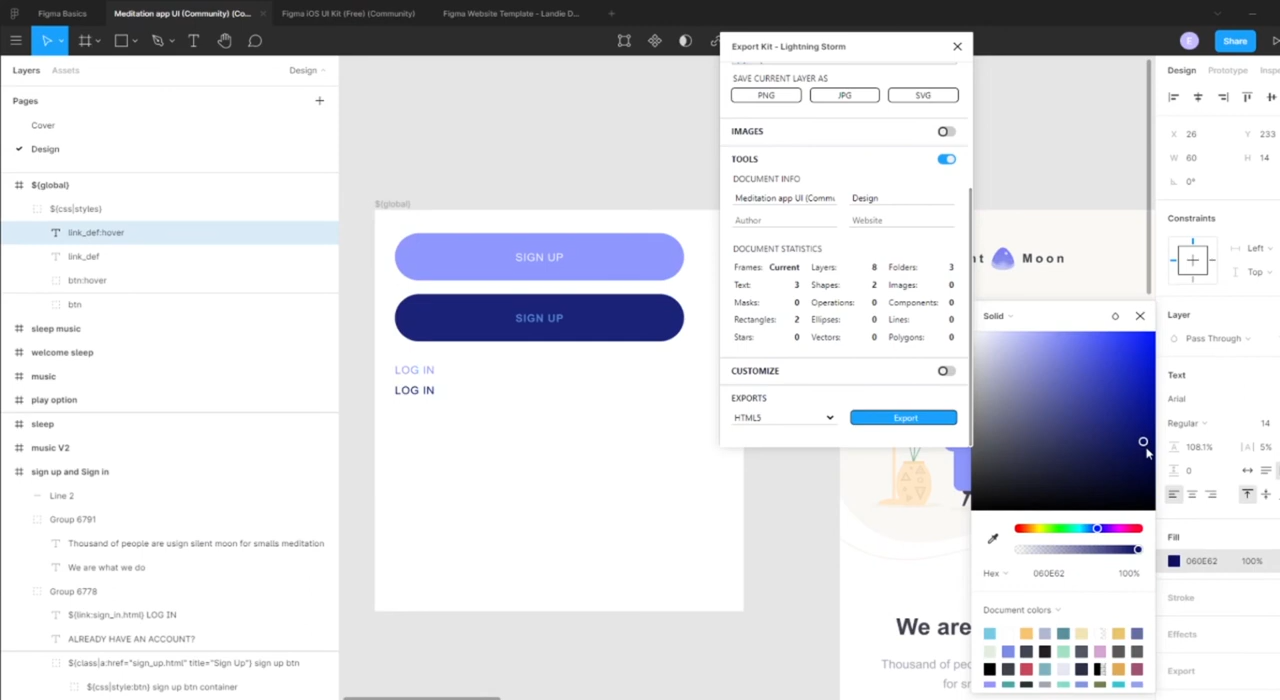 Figma Basics
Meditation app UI (Community) (Co...
Figma iOS UI Kit (Free) (Community)
Figma Website Template - Landie D...
Share
Layers Assets Design
Pages
Cover
Design
${global}
${css|styles}
link_def:hover
link_def
btn:hover
btn
sleep music
welcome sleep
music
play option
sleep
music V2
sign up and Sign in
Line 2
Group 6791
Thousand of people are usign silent moon for smalls meditation
We are what we do
Group 6778
${link:sign_in.html} LOG IN
ALREADY HAVE AN ACCOUNT?
${class|a:href="sign_up.html" title="Sign Up"} sign up btn
${css|style:btn} sign up btn container
${global}
SIGN UP
SIGN UP
LOG IN
LOG IN
Export Kit - Lightning Storm
SAVE CURRENT LAYER AS
PNG JPG SVG
IMAGES
TOOLS
DOCUMENT INFO
Meditation app UI (Comm Design
Author Website
DOCUMENT STATISTICS
Frames: Current Layers: 8 Folders: 3
Text: 3 Shapes: 2 Images: 0
Masks: 0 Operations: 0 Components: 0
Rectangles: 2 Ellipses: 0 Lines: 0
Stars: 0 Vectors: 0 Polygons: 0
CUSTOMIZE
EXPORTS
HTML5 Export
nt Moon
We are
Thousand of peo
for sm
Solid
Hex 060E62 100%
Document colors
E
Design Prototype Inspe
X 26 Y 233
W 60 H 14
0°
Constraints
Left
Top
Layer
Pass Through
Text
Arial
Regular 14
108.1% 5%
0
Fill
060E62 100%
Stroke
Effects
Export